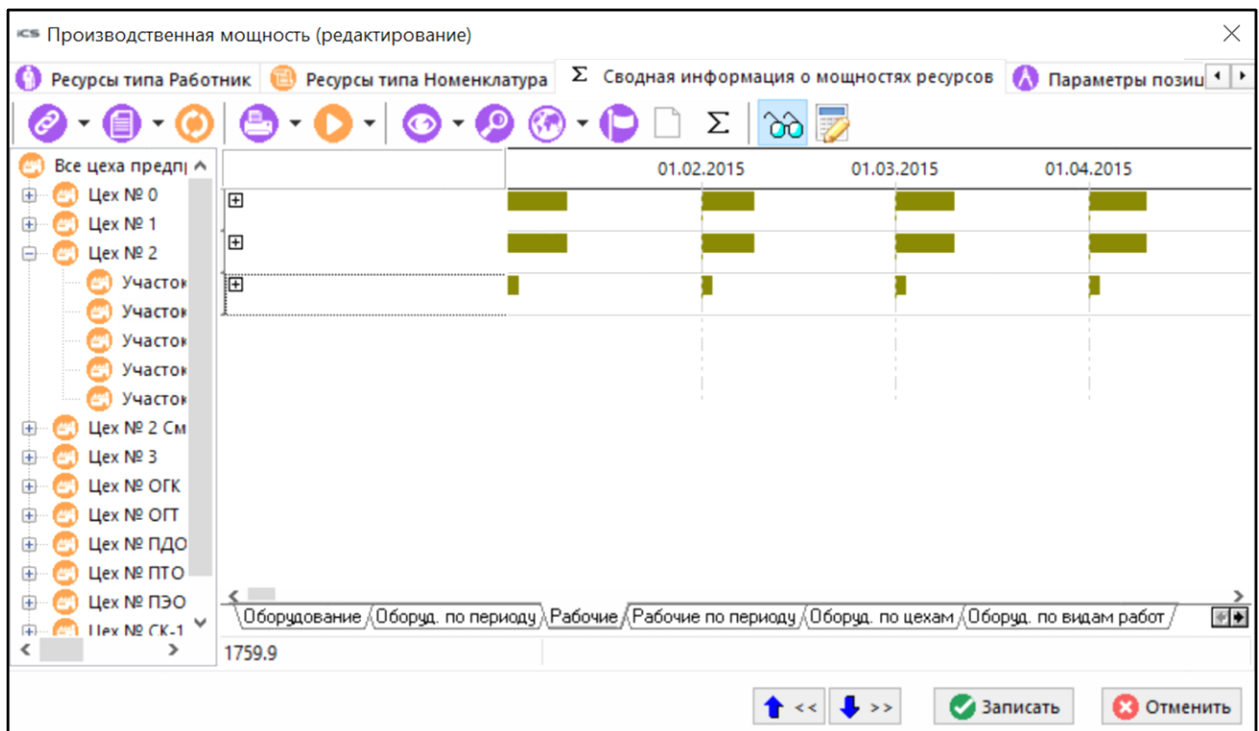 iCS Производственная мощность (редактирование)
Ресурсы типа Работник Ресурсы типа Номенклатура Σ Сводная информация о мощностях ресурсов Параметры позиц
Σ
Все цеха предп
01.02.2015 01.03.2015 01.04.2015
Цех № 0
Цех № 1
Цех № 2
Участок
Участок
Участок
Участок
Участок
Цех № 2 См
Цех № 3
Цех № ОГК
Цех № ОГТ
Цех № ПДО
Цех № ПТО
Цех № ПЭО
Цех № СК-1
Оборудование Оборуд. по периоду Рабочие Рабочие по периоду Оборуд. по цехам Оборуд. по видам работ
1759.9
<< >> Записать Отменить